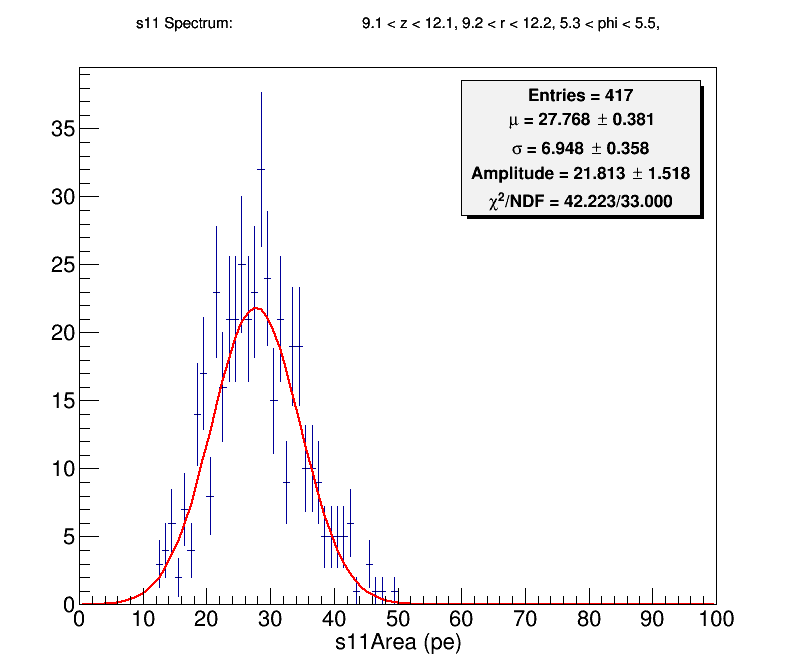 s11 Spectrum: 9.1 < z < 12.1, 9.2 < r < 12.2, 5.3 < phi < 5.5,
Entries = 417
μ = 27.768 ± 0.381
σ = 6.948 ± 0.358
Amplitude = 21.813 ± 1.518
χ²/NDF = 42.223/33.000
35
30
25
20
15
10
5
0
0 10 20 30 40 50 60 70 80 90 100
s11Area (pe)